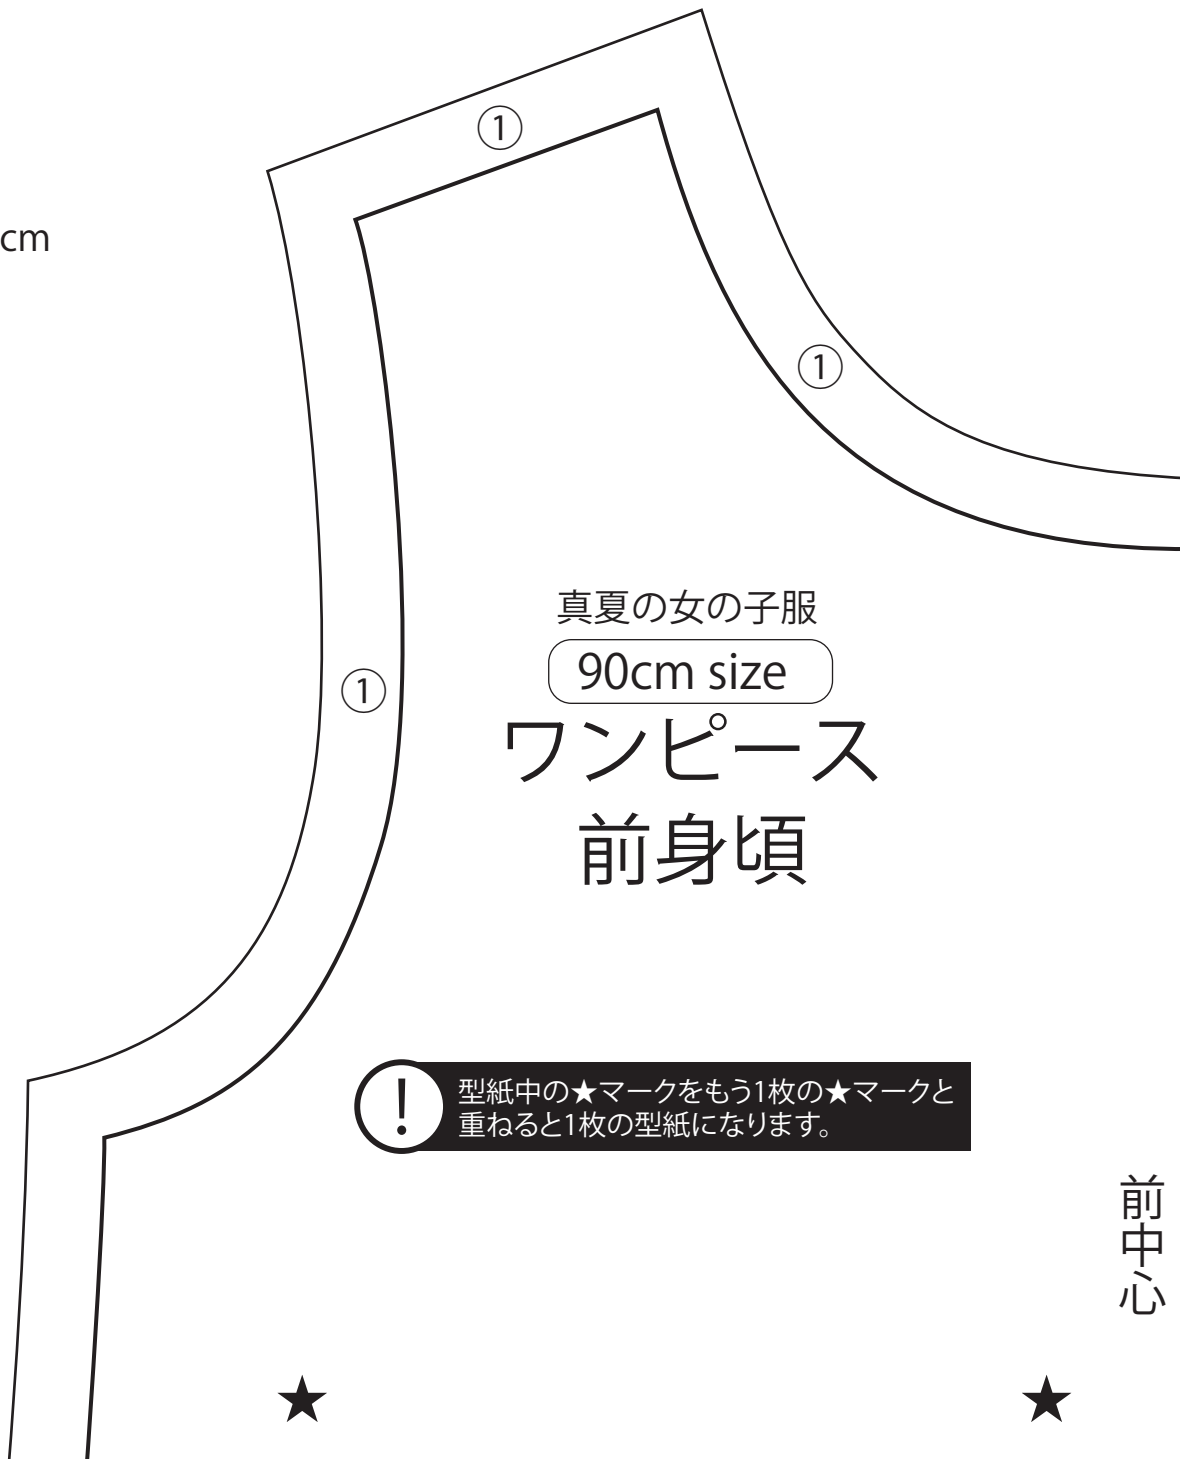 ①
cm
①
真夏の女の子服
90cm size
①
ワンピース
前身頃
!
型紙中の★マークをもう1枚の★マークと
重ねると1枚の型紙になります。
前中心
★ ★